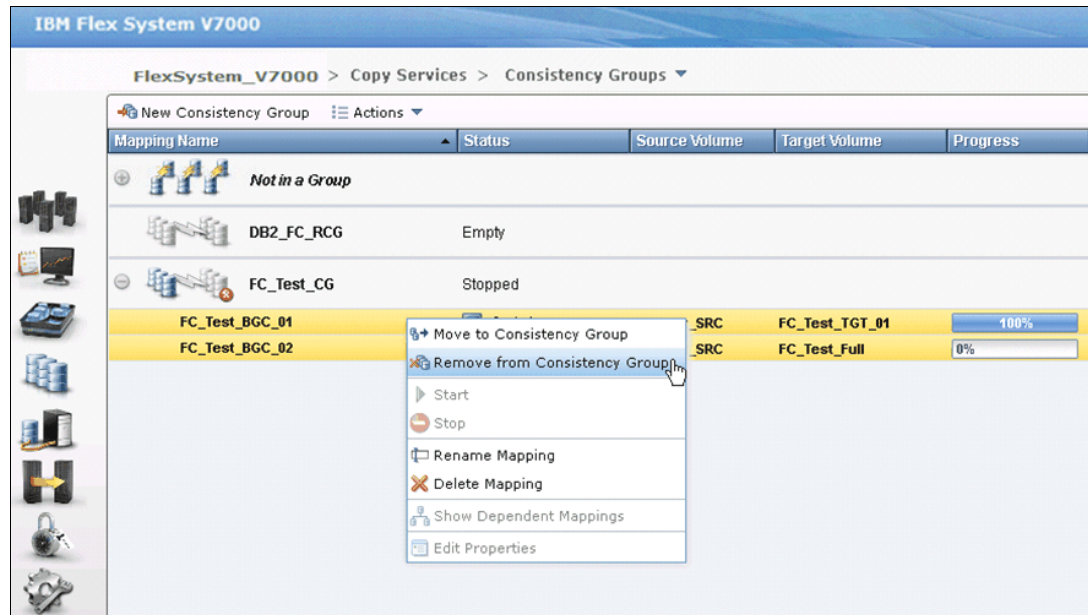 IBM Flex System V7000
FlexSystem_V7000 > Copy Services > Consistency Groups
New Consistency Group Actions
Mapping Name Status Source Volume Target Volume Progress
Not in a Group
DB2_FC_RCG Empty
FC_Test_CG Stopped
FC_Test_BGC_01 _SRC FC_Test_TGT_01 100%
FC_Test_BGC_02 _SRC FC_Test_Full 0%
Move to Consistency Group
Remove from Consistency Group
Start
Stop
Rename Mapping
Delete Mapping
Show Dependent Mappings
Edit Properties